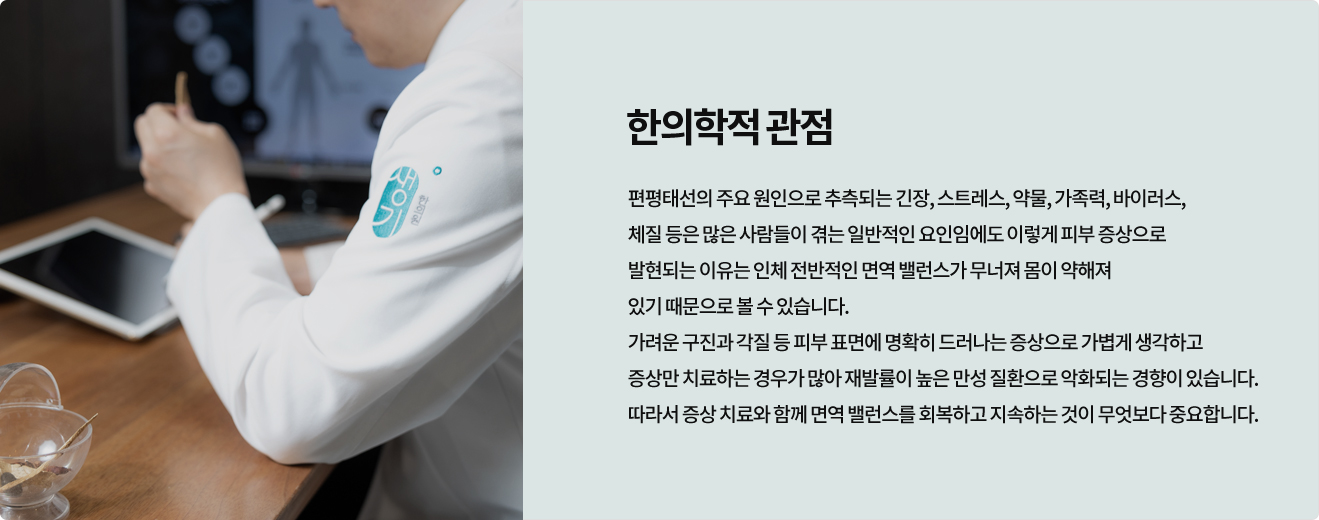 한의학적 관점
편평태선의 주요 원인으로 추측되는 긴장, 스트레스, 약물, 가족력, 바이러스,
체질 등은 많은 사람들이 겪는 일반적인 요인임에도 이렇게 피부 증상으로
발현되는 이유는 인체 전반적인 면역 밸런스가 무너져 몸이 약해져
있기 때문으로 볼 수 있습니다.
가려운 구진과 각질 등 피부 표면에 명확히 드러나는 증상으로 가볍게 생각하고
증상만 치료하는 경우가 많아 재발률이 높은 만성 질환으로 악화되는 경향이 있습니다.
따라서 증상 치료와 함께 면역 밸런스를 회복하고 지속하는 것이 무엇보다 중요합니다.